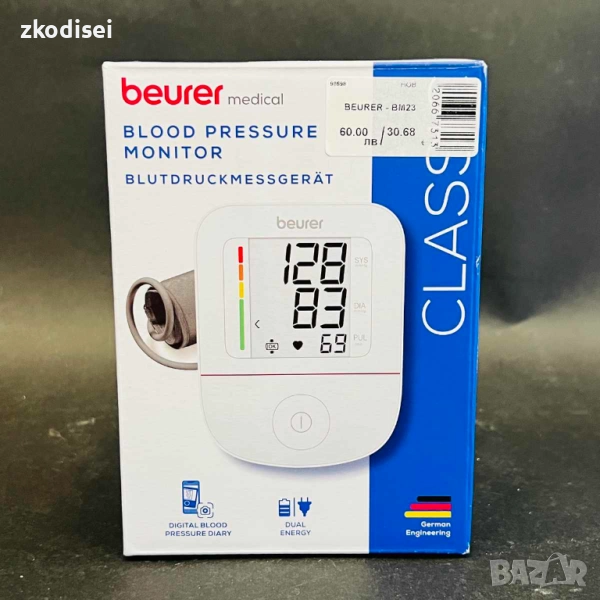 zkodisei
beurer medical
BLOOD PRESSURE
MONITOR
BLUTDRUCKMESSGERÄT
BEURER - BM23
60.00 / 30.68
ЛВ
CLASS
beurer
128
SYS
83
DIA
OK
69
PUL
DIGITAL BLOOD
PRESSURE DIARY
DUAL
ENERGY
German
Engineering
BAZAR